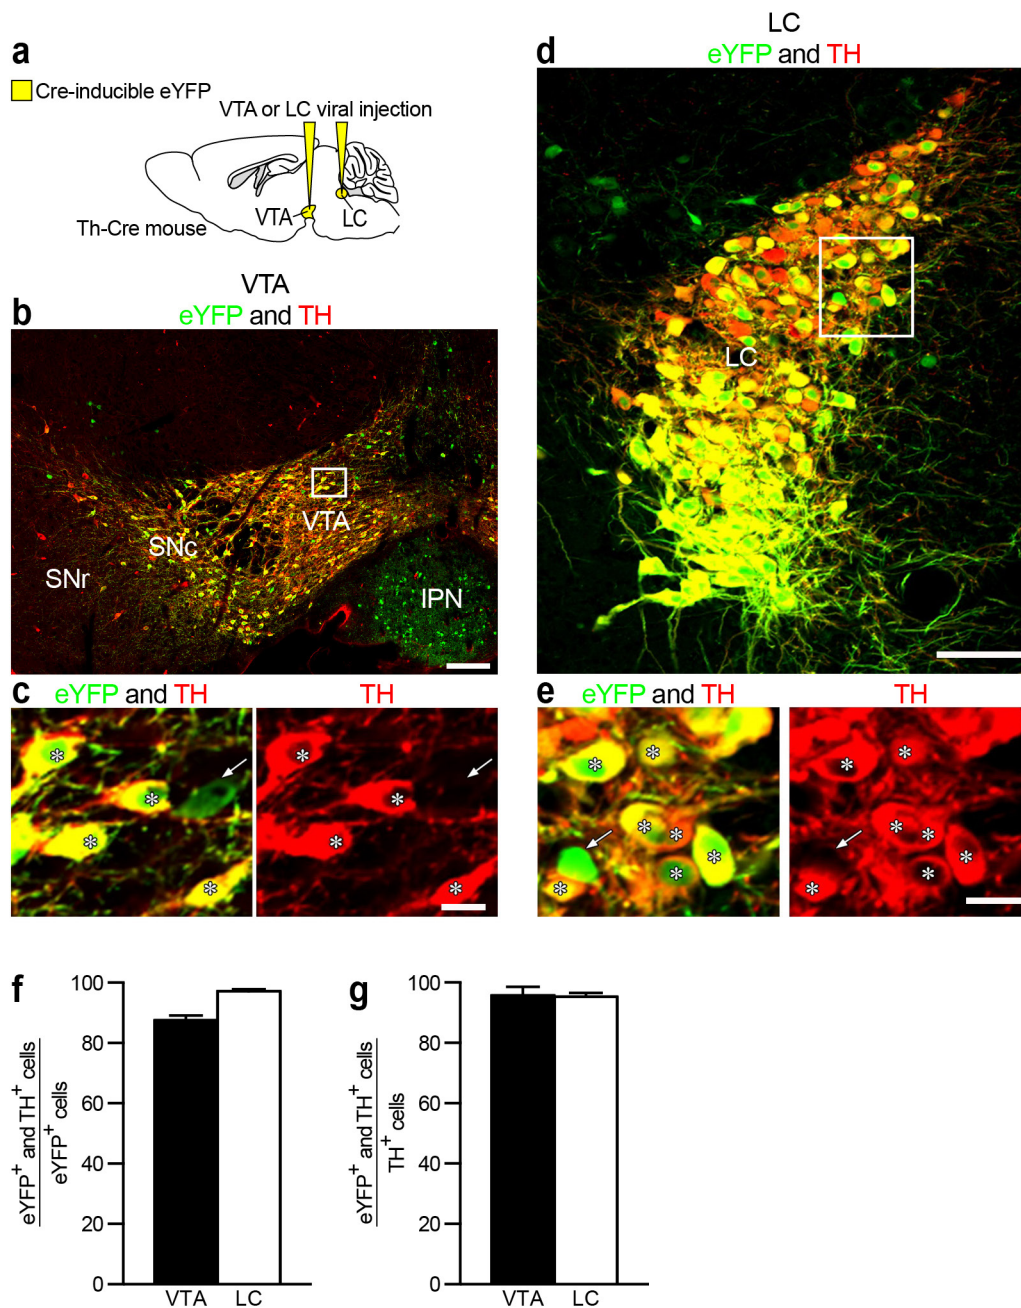 a
Cre-inducible eYFP
VTA or LC viral injection
VTA
LC
Th-Cre mouse
b
VTA
eYFP and TH
VTA
SNc
SNr
IPN
c
eYFP and TH
TH
*
*
*
*
*
*
*
*
d
LC
eYFP and TH
LC
e
eYFP and TH
TH
*
*
*
*
*
*
*
*
*
*
*
*
*
*
f
eYFP+ and TH+ cells
eYFP+ cells
100
80
60
40
20
0
VTA
LC
g
eYFP+ and TH+ cells
TH+ cells
100
80
60
40
20
0
VTA
LC